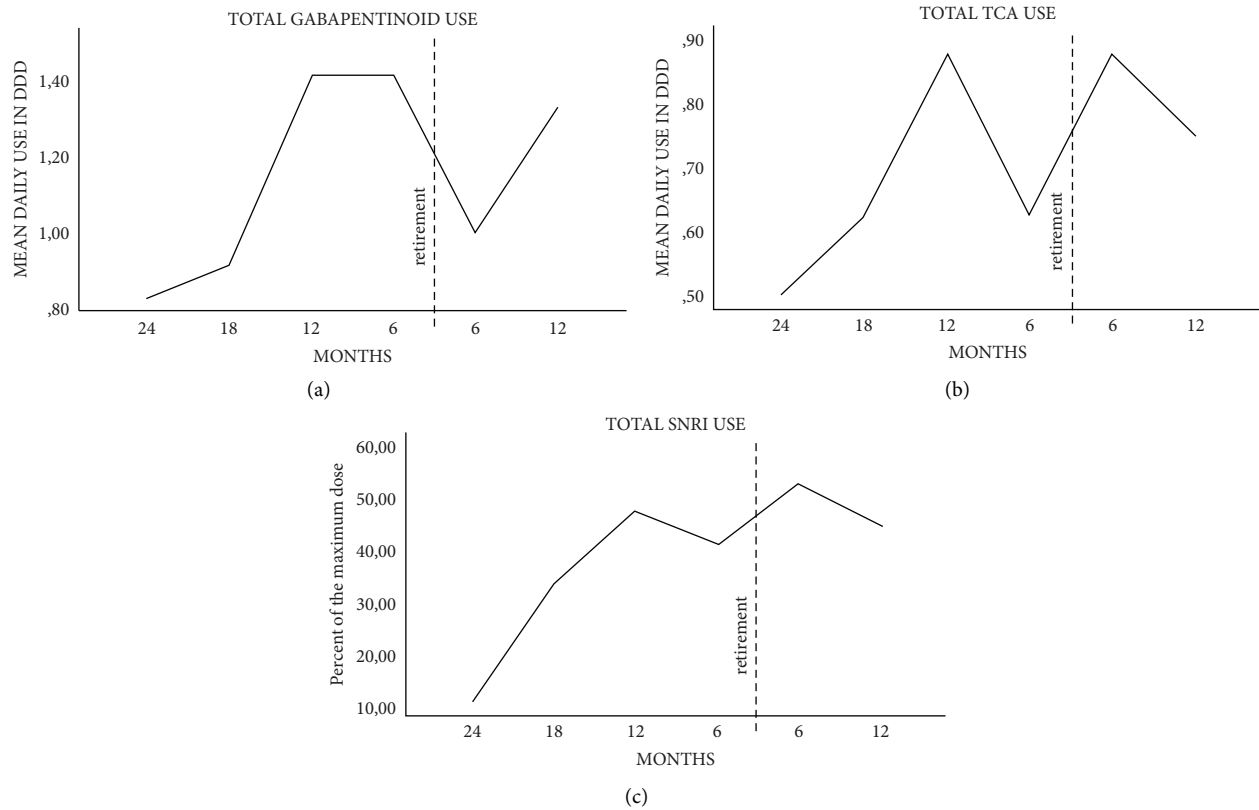 TOTAL GABAPENTINOID USE
MEAN DAILY USE IN DDD
1,40
1,20
1,00
,80
retirement
24 18 12 6 6 12
MONTHS
(a)
TOTAL TCA USE
MEAN DAILY USE IN DDD
,90
,80
,70
,60
,50
retirement
24 18 12 6 6 12
MONTHS
(b)
TOTAL SNRI USE
Percent of the maximum dose
60,00
50,00
40,00
30,00
20,00
10,00
retirement
24 18 12 6 6 12
MONTHS
(c)